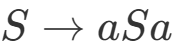 S → aSa